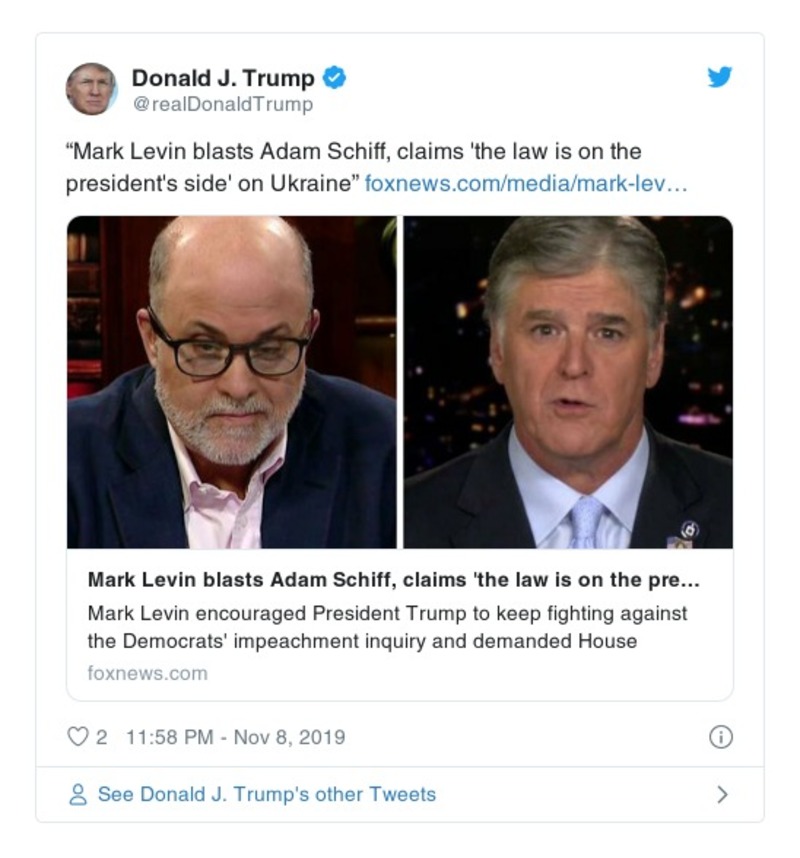 Donald J. Trump
@realDonaldTrump
“Mark Levin blasts Adam Schiff, claims 'the law is on the
president's side' on Ukraine” foxnews.com/media/mark-lev…
Mark Levin blasts Adam Schiff, claims 'the law is on the pre…
Mark Levin encouraged President Trump to keep fighting against
the Democrats' impeachment inquiry and demanded House
foxnews.com
2 11:58 PM - Nov 8, 2019
See Donald J. Trump's other Tweets